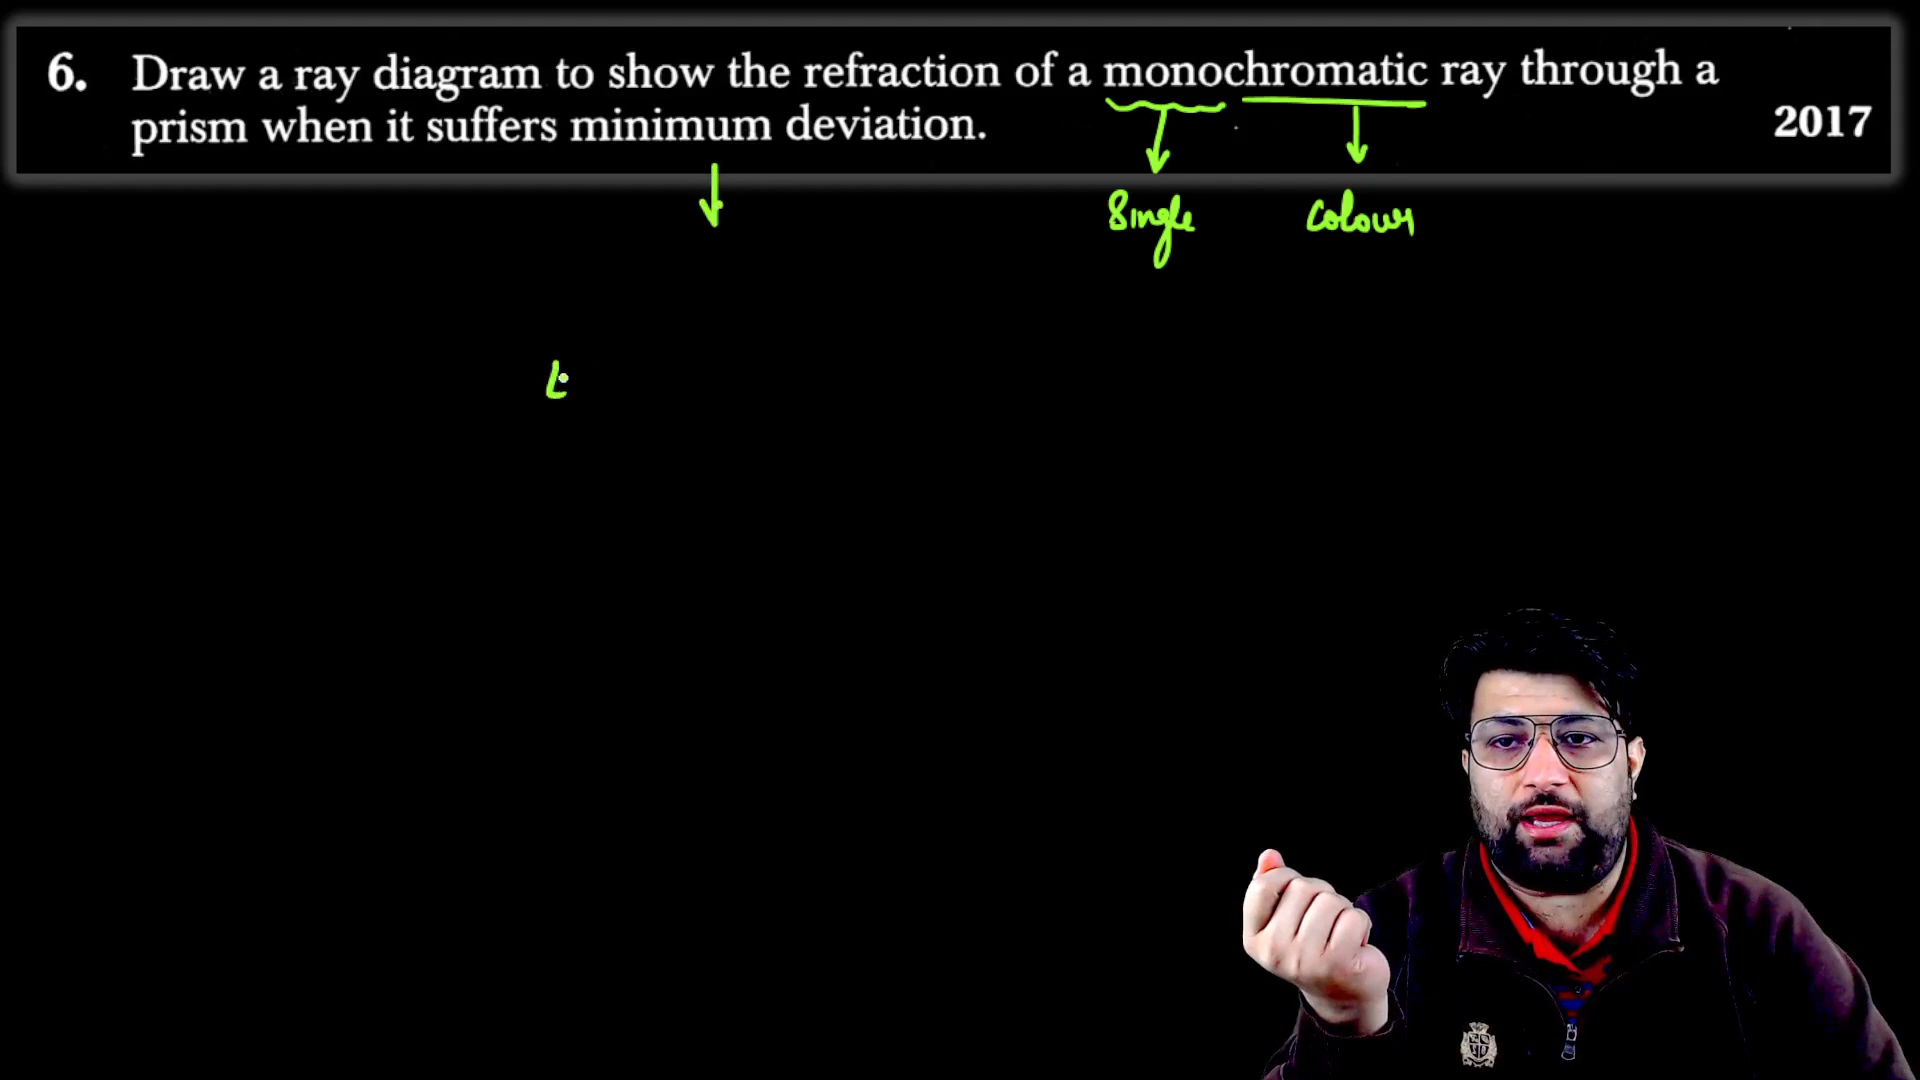 6. Draw a ray diagram to show the refraction of a monochromatic ray through a
prism when it suffers minimum deviation. 2017
Single Colour